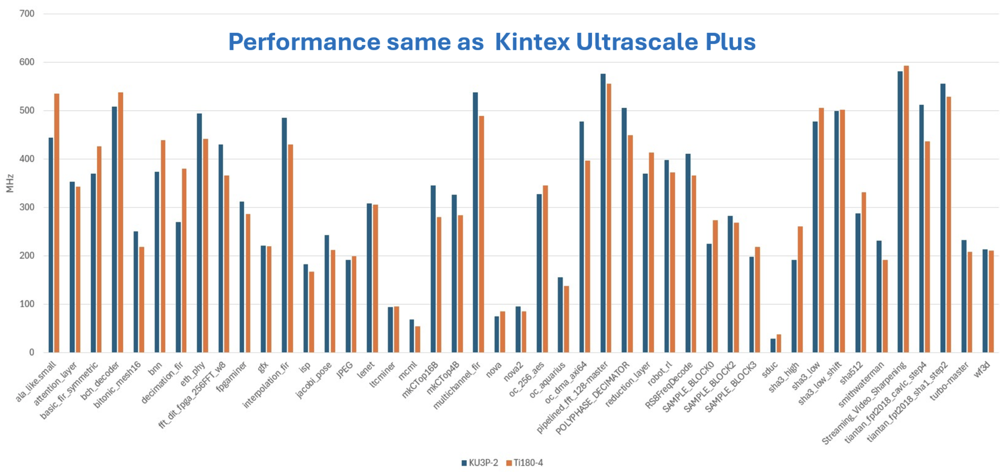 Performance same as  Kintex Ultrascale Plus
700
600
500
400
300
200
100
0
MHz
ala_like.small
attention_layer
basic_fir_symmetric
bch_decoder
bitonic_mesh16
bnn
decimation_fir
eth_phy
fft_dit_fpga_256FFT_w8
fpgaminer
gfx
interpolation_fir
isp
jacobi_pose
JPEG
lenet
ltcminer
mcml
mkCTop16B
mkCTop4B
multichannel_fir
nova
nova2
oc_256_aes
oc_aquarius
oc_dma_axi64
pipelined_fft_128-master
POLYPHASE_DECIMATOR
reduction_layer
robot_rl
RS8FreqDecode
SAMPLE_BLOCK0
SAMPLE_BLOCK2
SAMPLE_BLOCK3
sduc
sha3_high
sha3_low
sha3_low_shift
sha512
smithwaterman
Streaming_Video_Sharpening
tiantan_fpt2018_cavlc_step4
tiantan_fpt2018_sha1_step2
turbo-master
wf3d
KU3P-2
Ti180-4